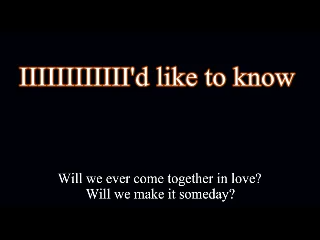 IIIIIIIIIIII'd like to know
Will we ever come together in love?
Will we make it someday?